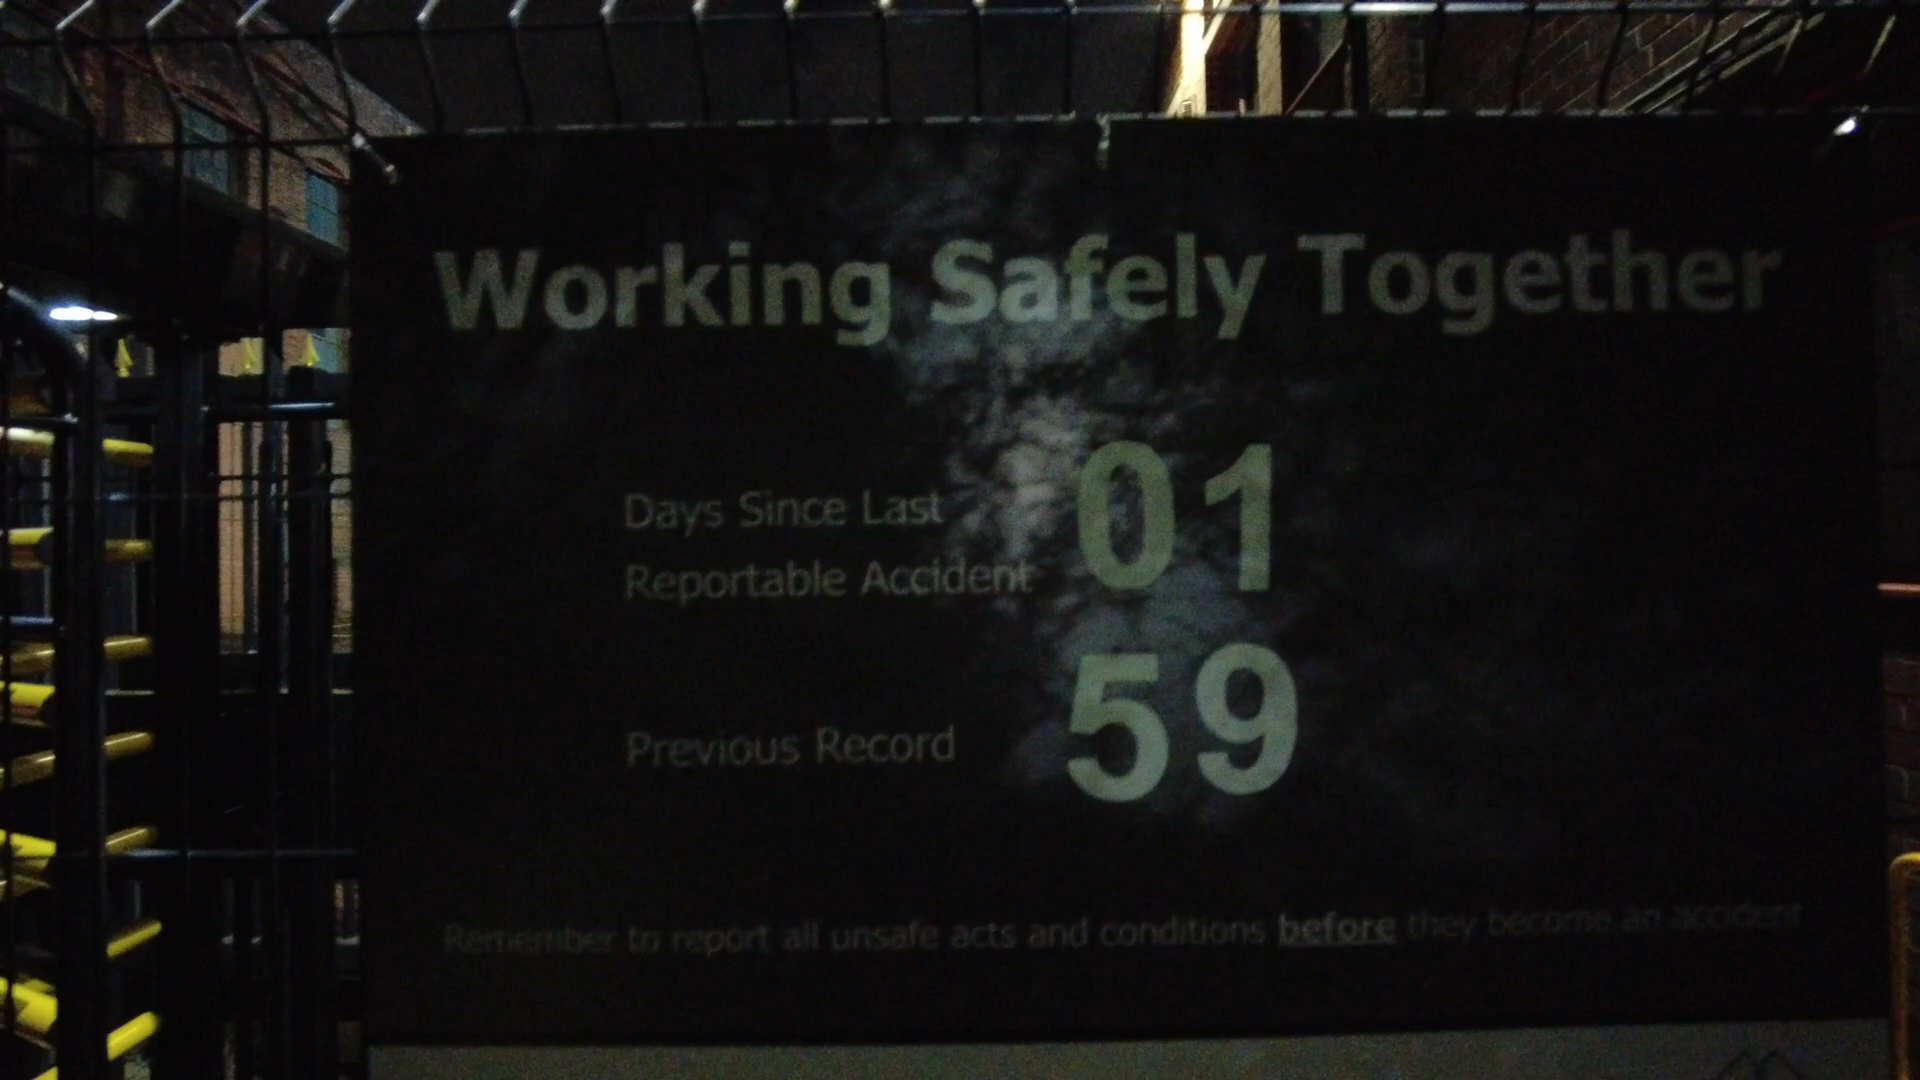 Working Safely Together
Days Since Last 01
Reportable Accident
Previous Record 59
Remember to report all unsafe acts and conditions before they become an accident